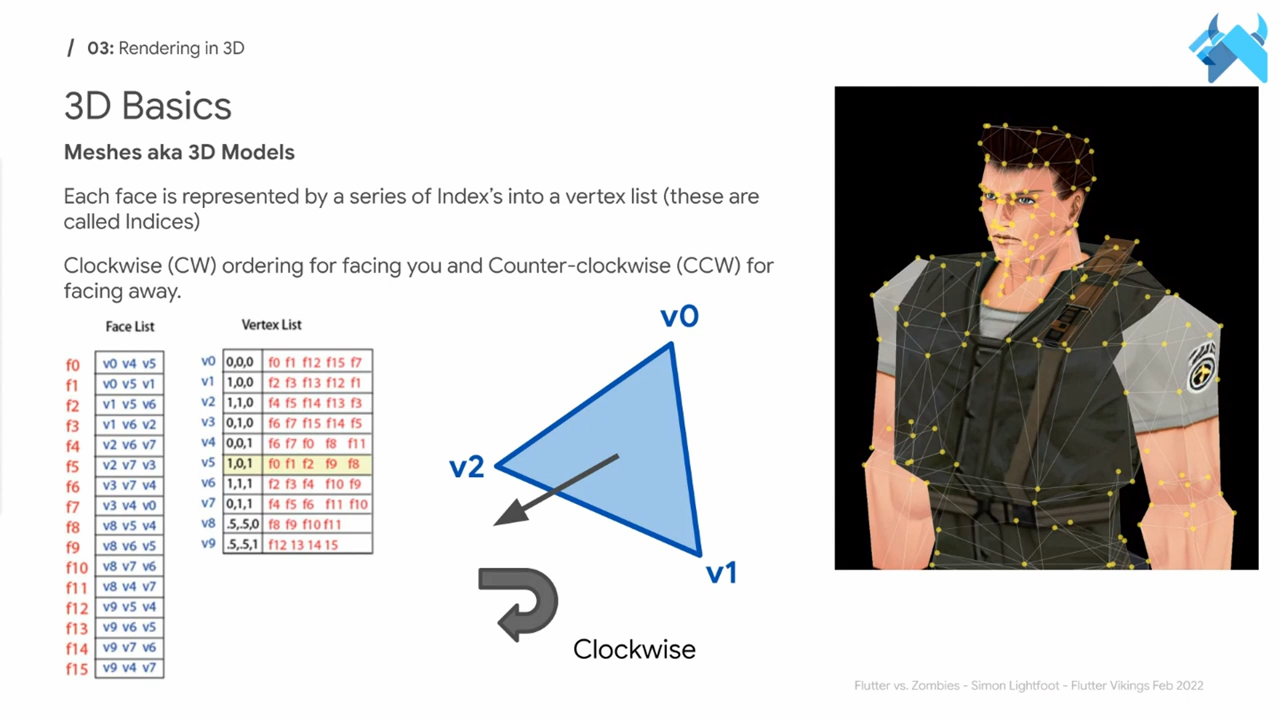 / 03: Rendering in 3D
3D Basics
Meshes aka 3D Models
Each face is represented by a series of Index's into a vertex list (these are
called Indices)
Clockwise (CW) ordering for facing you and Counter-clockwise (CCW) for
facing away.
Face List
f0 v0 v4 v5
f1 v0 v5 v1
f2 v1 v5 v6
f3 v1 v6 v2
f4 v2 v6 v7
f5 v2 v7 v3
f6 v3 v7 v4
f7 v3 v4 v0
f8 v8 v5 v4
f9 v8 v6 v5
f10 v8 v7 v6
f11 v8 v4 v7
f12 v9 v5 v4
f13 v9 v6 v5
f14 v9 v7 v6
f15 v9 v4 v7
Vertex List
v0 0,0,0 f0 f1 f12 f15 f7
v1 1,0,0 f2 f3 f13 f12 f1
v2 1,1,0 f4 f5 f14 f13 f3
v3 0,1,0 f6 f7 f15 f14 f5
v4 0,0,1 f6 f7 f0 f8 f11
v5 1,0,1 f0 f1 f2 f9 f8
v6 1,1,1 f2 f3 f4 f10 f9
v7 0,1,1 f4 f5 f6 f11 f10
v8 .5,.5,0 f8 f9 f10 f11
v9 .5,.5,1 f12 13 14 15
v0
v2
v1
Clockwise
Flutter vs. Zombies - Simon Lightfoot - Flutter Vikings Feb 2022